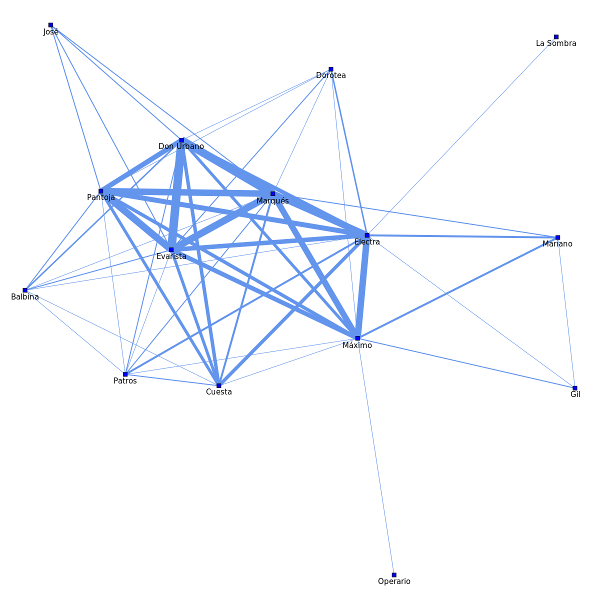 José
La Sombra
Dorotea
Don Urbano
Pantoja
Marqués
Electra
Mariano
Evarista
Balbina
Máximo
Patros
Cuesta
Gil
Operario